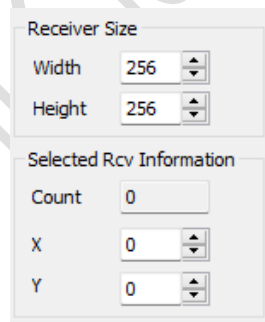 Receiver Size
Width 256
Height 256
Selected Rcv Information
Count 0
X 0
Y 0